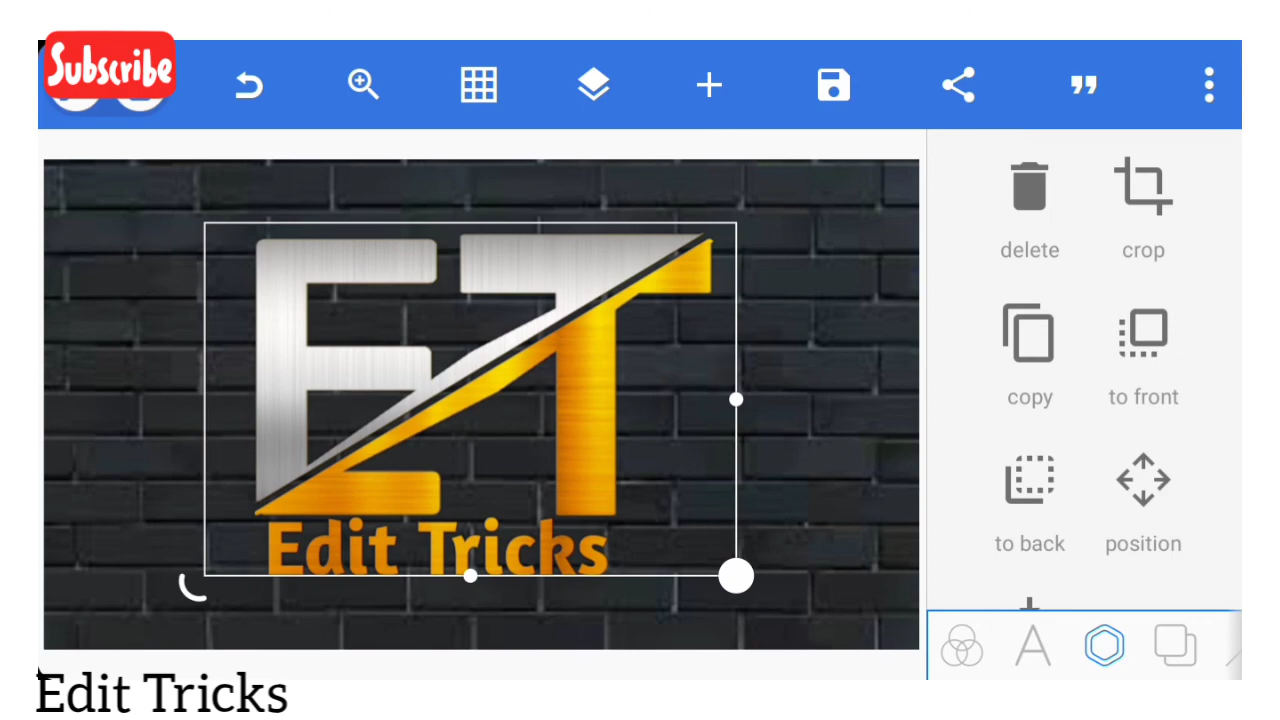 Subscribe
delete
crop
ET
copy
to front
Edit Tricks
to back
position
Edit Tricks